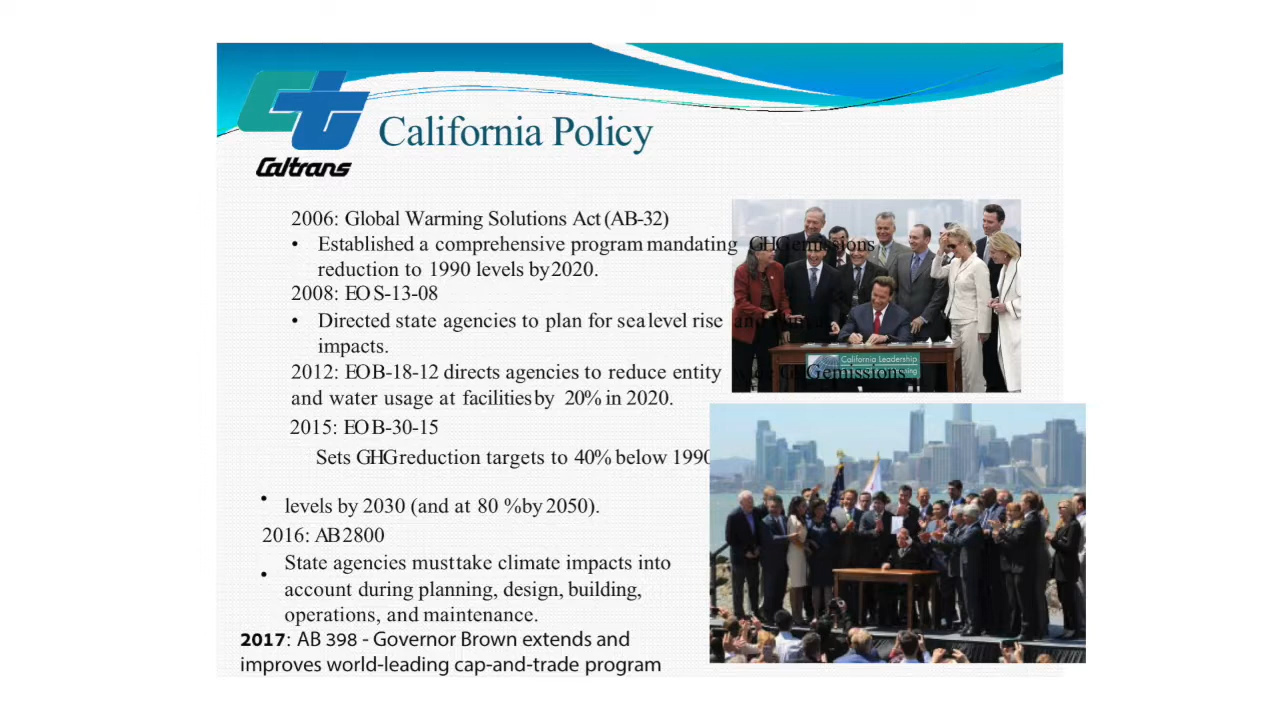 Caltrans
California Policy
2006: Global Warming Solutions Act (AB-32)
• Established a comprehensive program mandating GHG emissions
reduction to 1990 levels by 2020.
2008: EO S-13-08
• Directed state agencies to plan for sea level rise and
impacts.
2012: EO B-18-12 directs agencies to reduce entity wide GHG emissions
and water usage at facilities by 20% in 2020.
2015: EO B-30-15
Sets GHG reduction targets to 40% below 1990
• levels by 2030 (and at 80 % by 2050).
2016: AB 2800
• State agencies must take climate impacts into
account during planning, design, building,
operations, and maintenance.
2017: AB 398 - Governor Brown extends and
improves world-leading cap-and-trade program
California Leadership